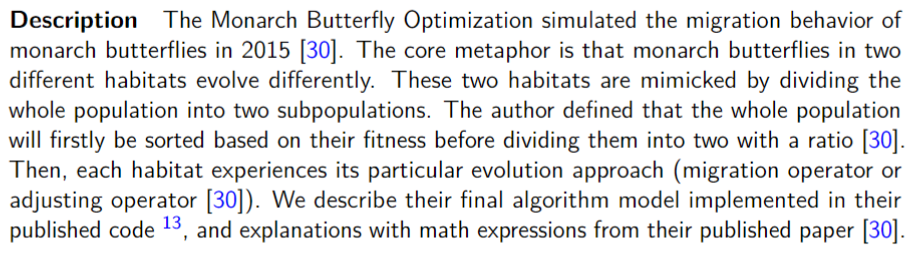 Description The Monarch Butterfly Optimization simulated the migration behavior of
monarch butterflies in 2015 [30]. The core metaphor is that monarch butterflies in two
different habitats evolve differently. These two habitats are mimicked by dividing the
whole population into two subpopulations. The author defined that the whole population
will firstly be sorted based on their fitness before dividing them into two with a ratio [30].
Then, each habitat experiences its particular evolution approach (migration operator or
adjusting operator [30]). We describe their final algorithm model implemented in their
published code 13, and explanations with math expressions from their published paper [30].